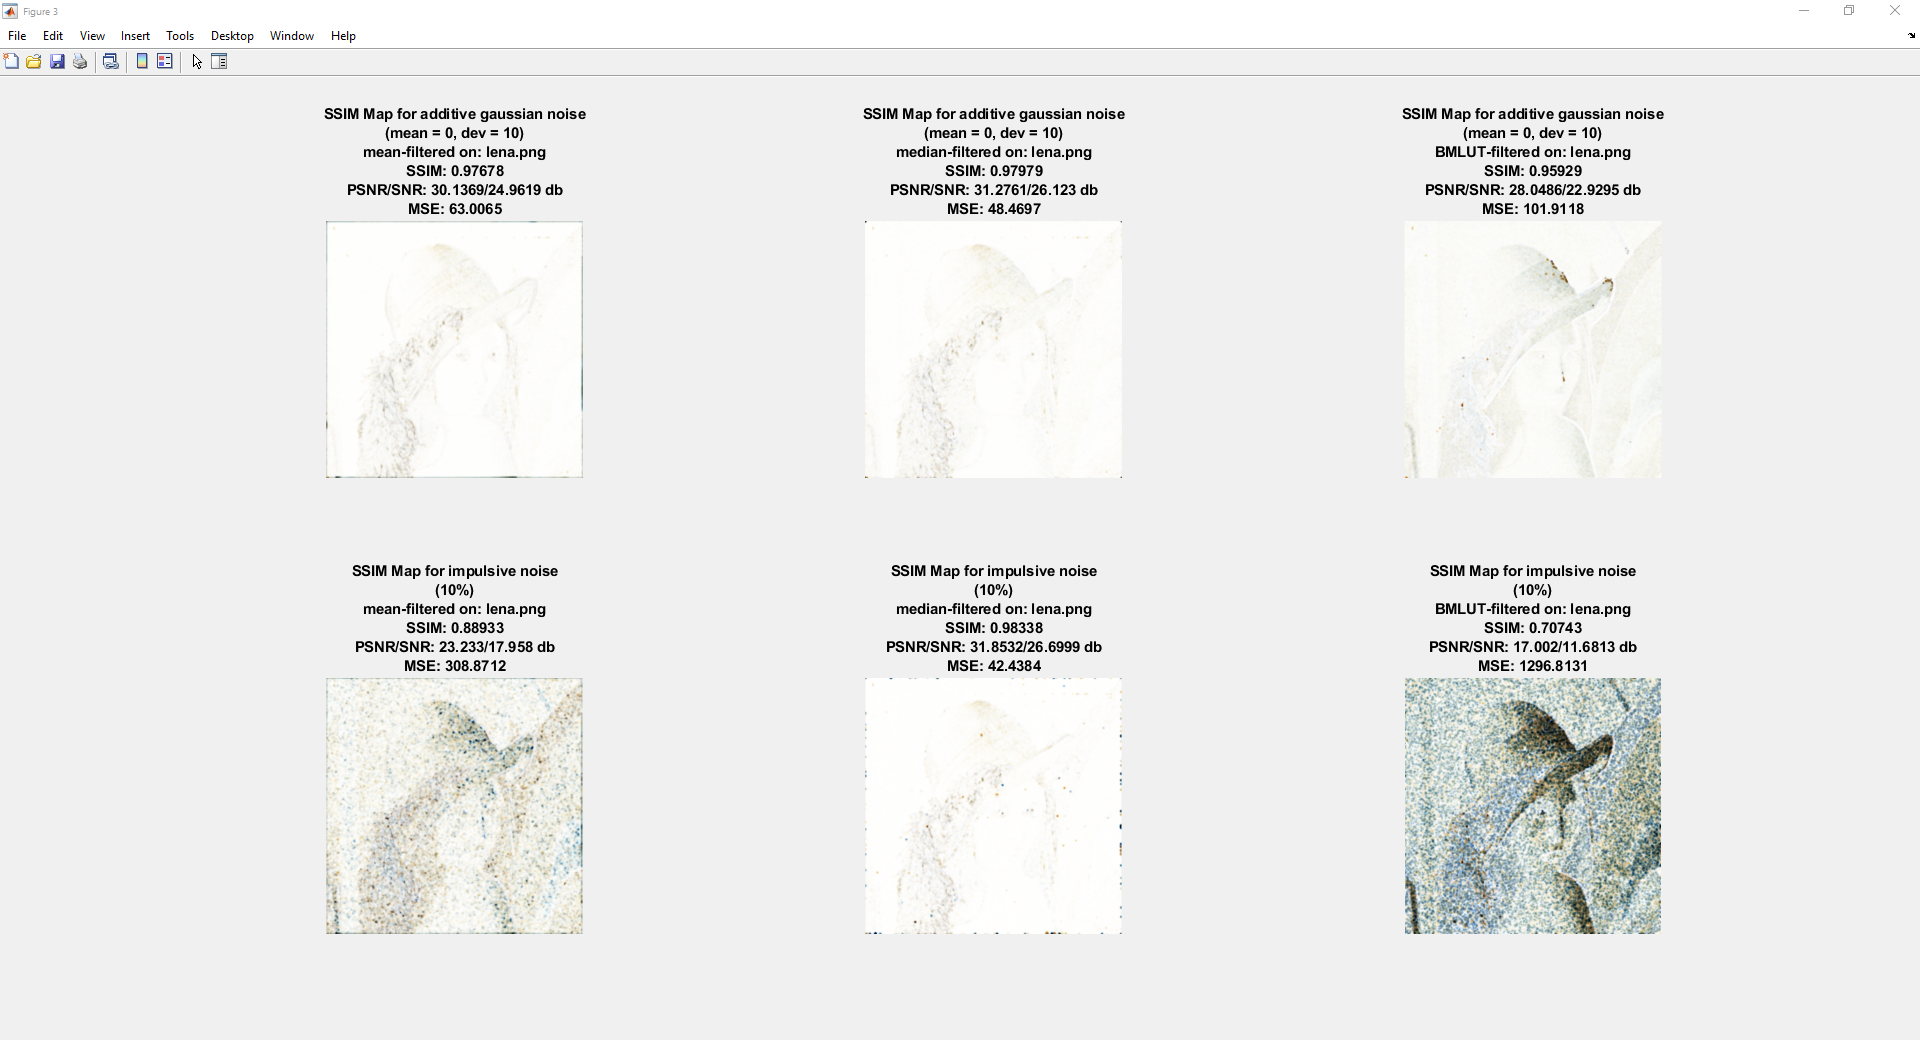 Figure 3
File Edit View Insert Tools Desktop Window Help
SSIM Map for additive gaussian noise
(mean = 0, dev = 10)
mean-filtered on: lena.png
SSIM: 0.97678
PSNR/SNR: 30.1369/24.9619 db
MSE: 63.0065
SSIM Map for additive gaussian noise
(mean = 0, dev = 10)
median-filtered on: lena.png
SSIM: 0.97979
PSNR/SNR: 31.2761/26.123 db
MSE: 48.4697
SSIM Map for additive gaussian noise
(mean = 0, dev = 10)
BMLUT-filtered on: lena.png
SSIM: 0.95929
PSNR/SNR: 28.0486/22.9295 db
MSE: 101.9118
SSIM Map for impulsive noise
(10%)
mean-filtered on: lena.png
SSIM: 0.88933
PSNR/SNR: 23.233/17.958 db
MSE: 308.8712
SSIM Map for impulsive noise
(10%)
median-filtered on: lena.png
SSIM: 0.98338
PSNR/SNR: 31.8532/26.6999 db
MSE: 42.4384
SSIM Map for impulsive noise
(10%)
BMLUT-filtered on: lena.png
SSIM: 0.70743
PSNR/SNR: 17.002/11.6813 db
MSE: 1296.8131